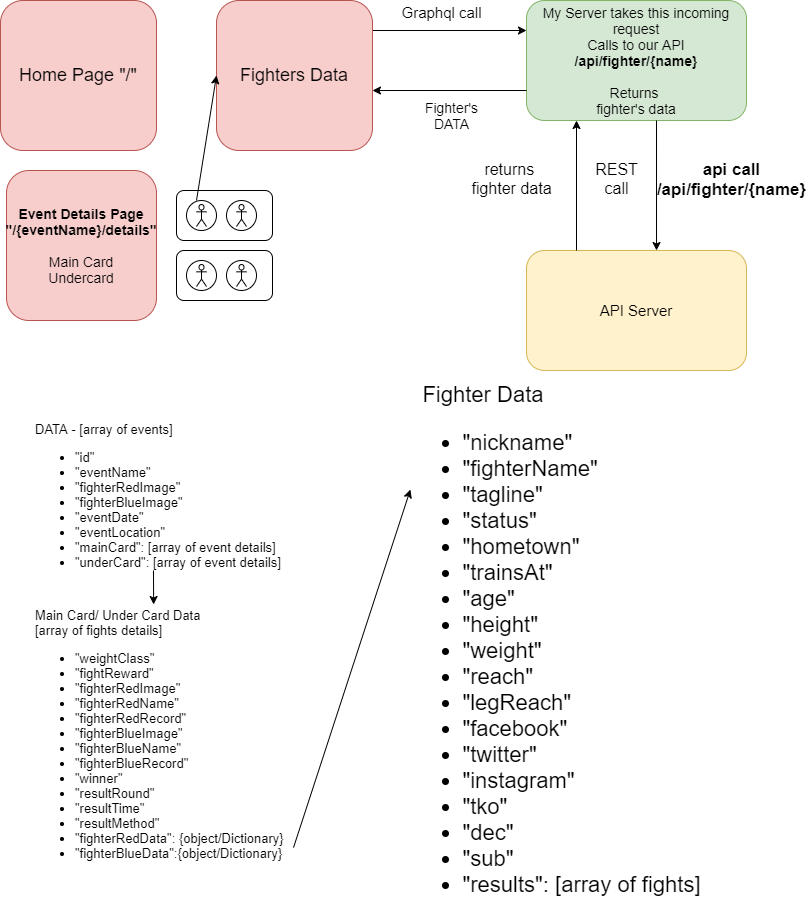 Home Page "/"
Fighters Data
Graphql call
Fighter's
DATA
My Server takes this incoming
request
Calls to our API
/api/fighter/{name}
Returns
fighter's data
Event Details Page
"/{eventName}/details"
Main Card
Undercard
returns
fighter data
REST
call
api call
/api/fighter/{name}
API Server
DATA - [array of events]
"id"
"eventName"
"fighterRedImage"
"fighterBlueImage"
"eventDate"
"eventLocation"
"mainCard": [array of event details]
"underCard": [array of event details]
Main Card/ Under Card Data
[array of fights details]
"weightClass"
"fightReward"
"fighterRedImage"
"fighterRedName"
"fighterRedRecord"
"fighterBlueImage"
"fighterBlueName"
"fighterBlueRecord"
"winner"
"resultRound"
"resultTime"
"resultMethod"
"fighterRedData": {object/Dictionary}
"fighterBlueData":{object/Dictionary}
Fighter Data
"nickname"
"fighterName"
"tagline"
"status"
"hometown"
"trainsAt"
"age"
"height"
"weight"
"reach"
"legReach"
"facebook"
"twitter"
"instagram"
"tko"
"dec"
"sub"
"results": [array of fights]